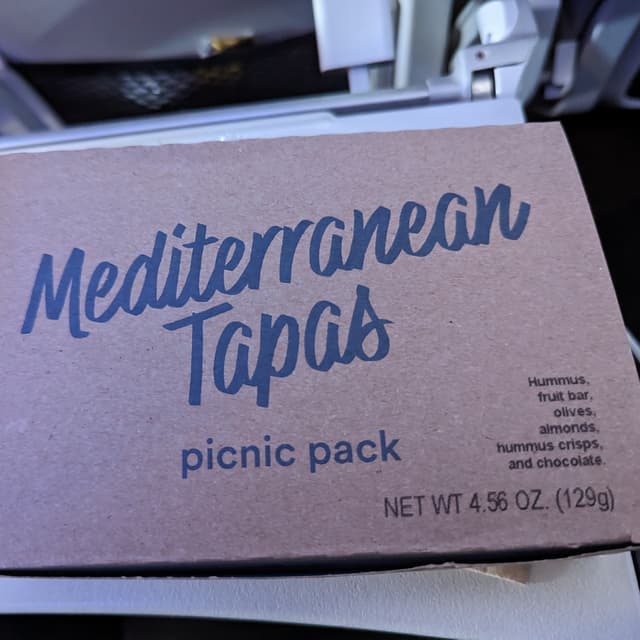 Mediterranean
Tapas
picnic pack
Hummus,
fruit bar,
olives,
almonds,
hummus crisps,
and chocolate.
NET WT 4.56 OZ. (129g)